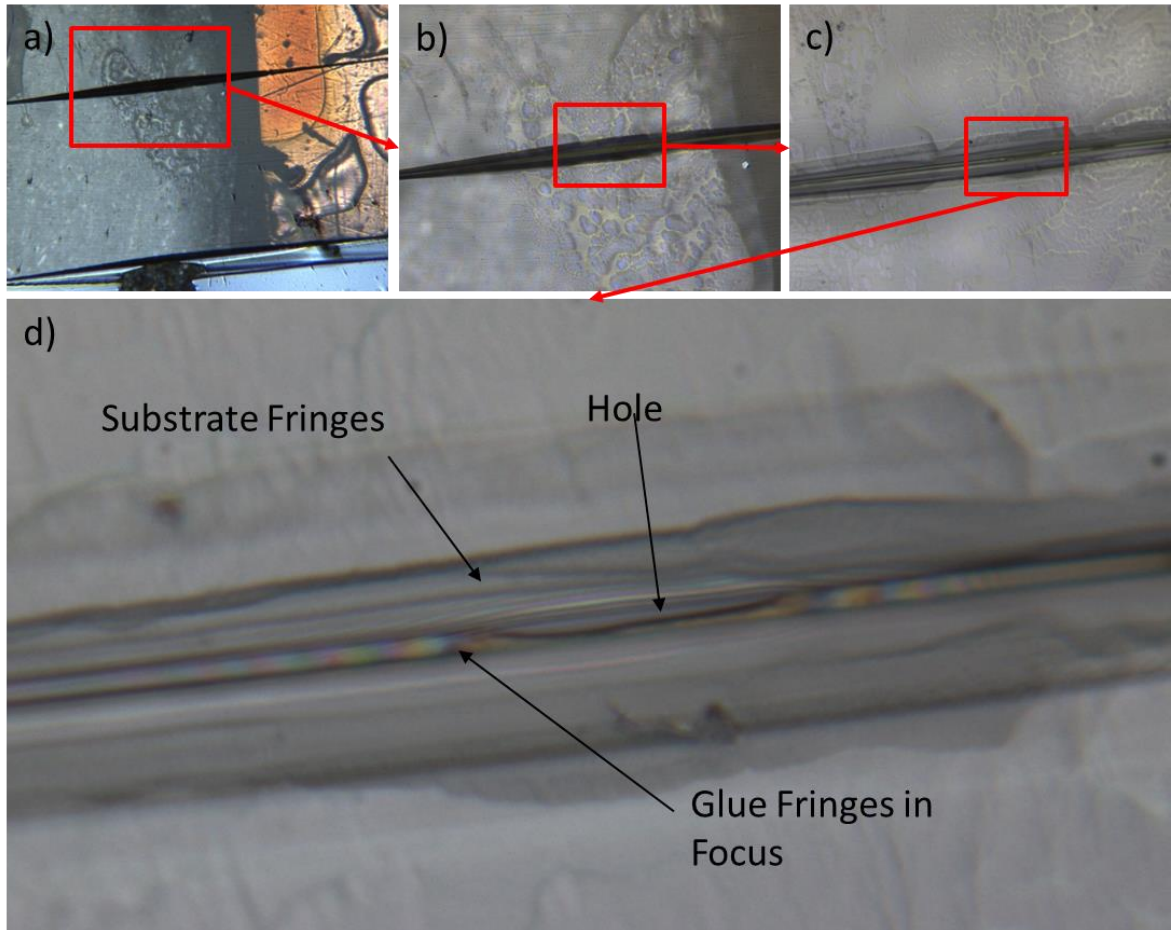 a)
b)
c)
d)
Substrate Fringes
Hole
Glue Fringes in
Focus